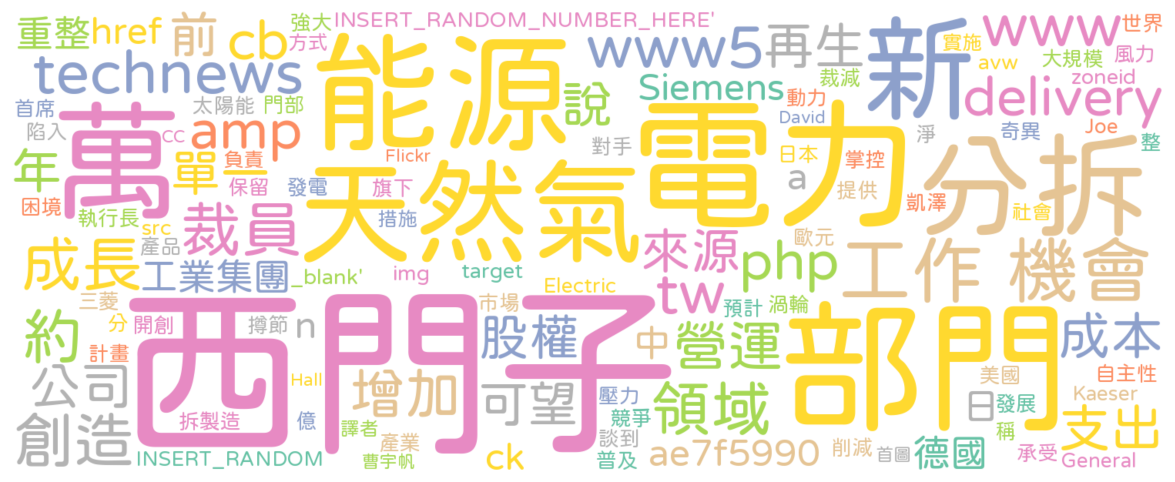 重整
href
前
cb
強大
方式
INSERT_RANDOM_NUMBER_HERE'
technews
能源
www5
再生
新
www
世界
實施
avw
大規模
風力
zoneid
首席
太陽能
門部
說
Siemens
裁減
動力
David
delivery
陷入
cc
amp
萬
Flickr
對手
電力
淨
奇異
Joe
整
年
單一
負責
保留
發電
旗下
天然氣
日本
掌控
a
提供
分拆
困境
執行長
src
裁員
措施
凱澤
社會
成長
產品
工業集團
_blank'
img
target
來源
php
歐元
工作 機會
三菱
分
開創
西門子
撙節
n
Electric
市場
tw
預計
渦輪
約
計畫
股權
中
營運
部門
成本
公司
Hall
增加
可望
壓力
領域
美國
自主性
Kaeser
創造
拆製造
億
譯者
產業
競爭
日
發展
稱
支出
INSERT_RANDOM
曹宇帆
ck
談到
普及
ae7f5990
削減
首圖
德國
承受
General